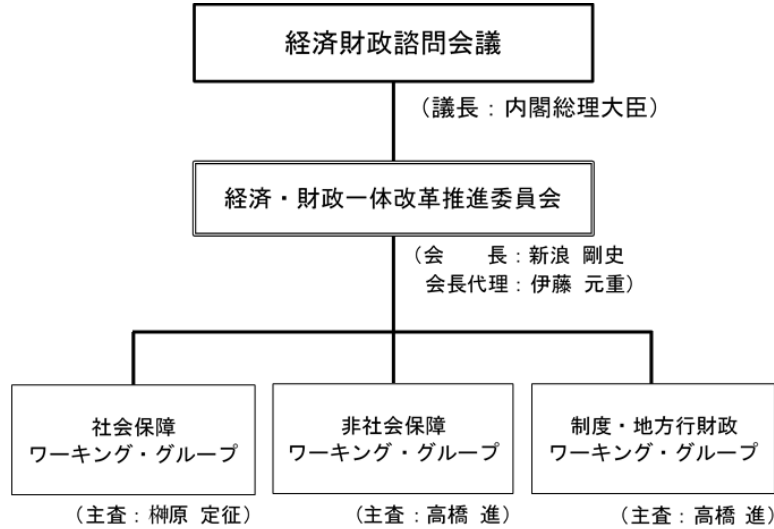 経済財政諮問会議
（議長：内閣総理大臣）
経済・財政一体改革推進委員会
（会　　長：新浪 剛史
会長代理：伊藤 元重）
社会保障
ワーキング・グループ
（主査：榊原 定征）
非社会保障
ワーキング・グループ
（主査：高橋 進）
制度・地方行財政
ワーキング・グループ
（主査：高橋 進）